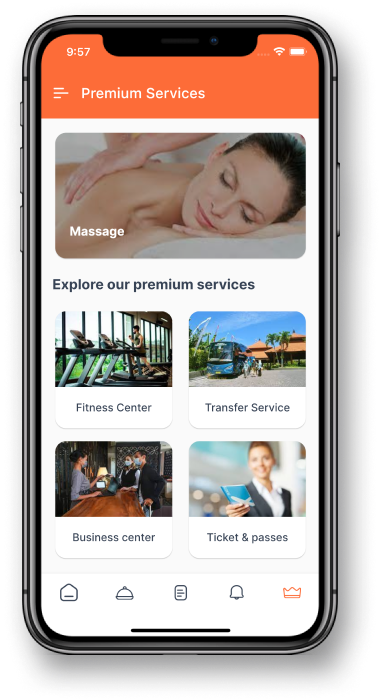 9:57
Premium Services
Massage
Explore our premium services
Fitness Center
Transfer Service
Business center
Ticket & passes